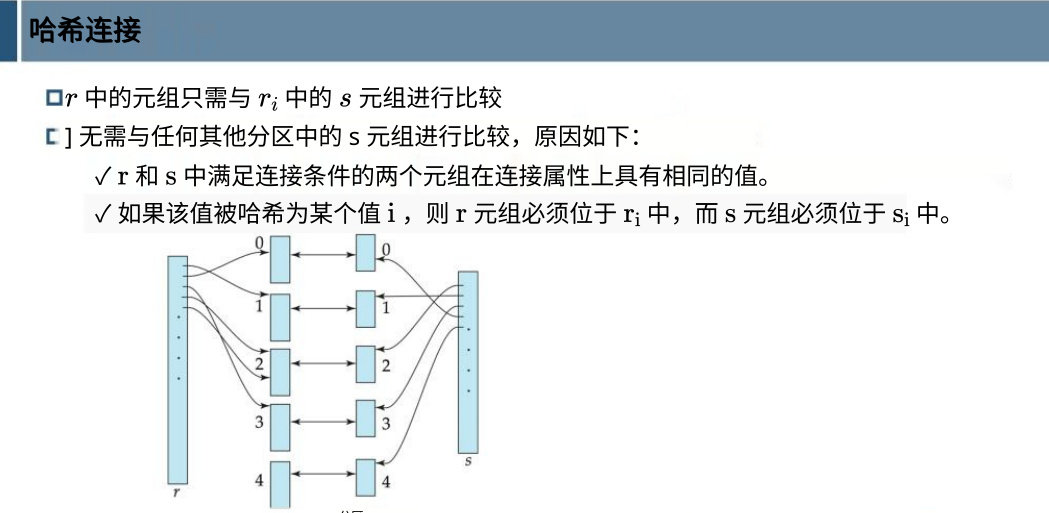 哈希连接
r 中的元组只需与 rᵢ 中的 s 元组进行比较
] 无需与任何其他分区中的 s 元组进行比较，原因如下：
✓ r 和 s 中满足连接条件的两个元组在连接属性上具有相同的值。
✓ 如果该值被哈希为某个值 i ，则 r 元组必须位于 rᵢ 中，而 s 元组必须位于 sᵢ 中。
0 0
1 1
2 2
3 3
s
4 4
r